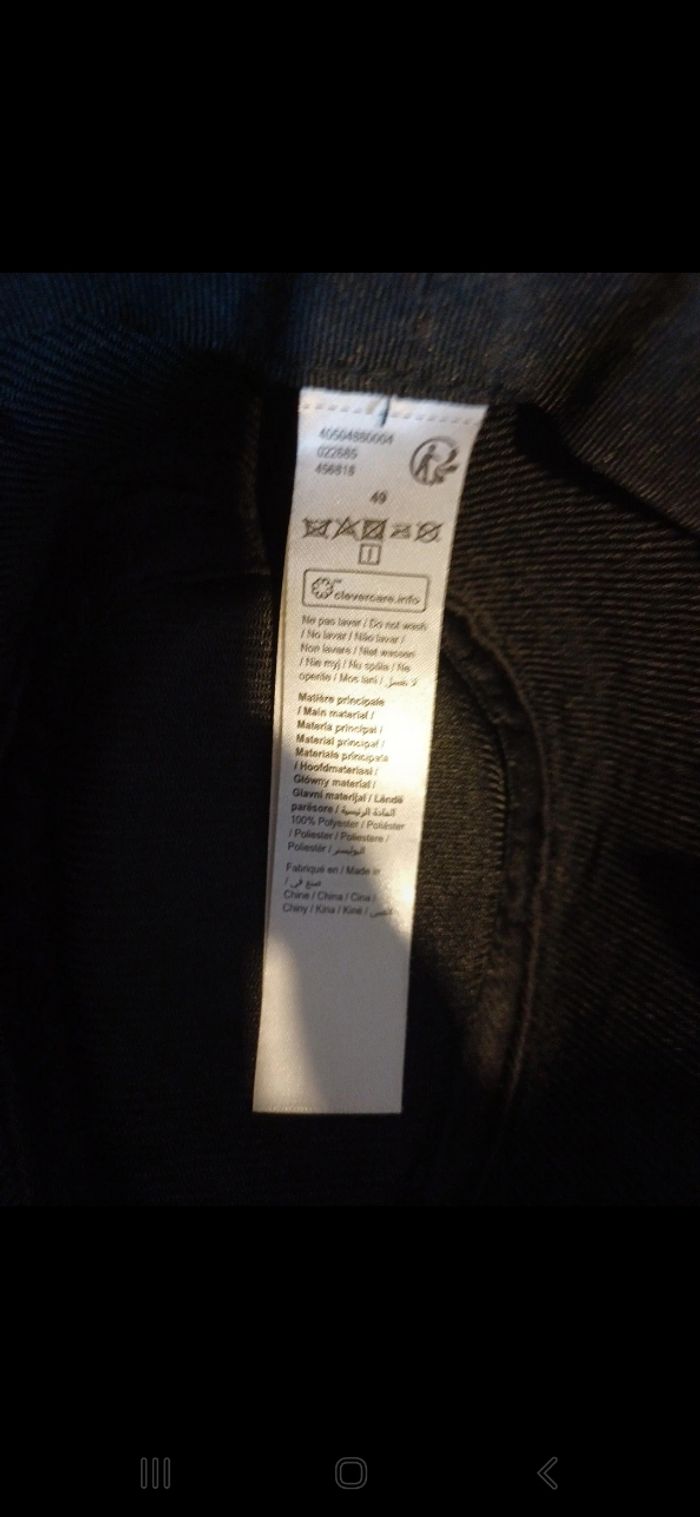 40504880004
022685
456818
49
clevercare.info
Ne pas laver / Do not wash
/ No lavar / Não lavar /
Non lavare / Niet wassen
/ Nie myj / Nu spăla / Ne
operite / Mos lani / لا تغسل
Matière principale
/ Main material /
Materia principal /
Material principal /
Materiale principale
/ Hoofdmateriaal /
Główny materiał /
Glavni materijal / Lëndë
parësore / المادة الرئيسية
100% Polyester / Poliéster
/ Poliester / Poliestere /
Poliestër / البوليستر
Fabriqué en / Made in
/ صنع في
Chine / China / Cina /
Chiny / Kina / Kinë / الصين